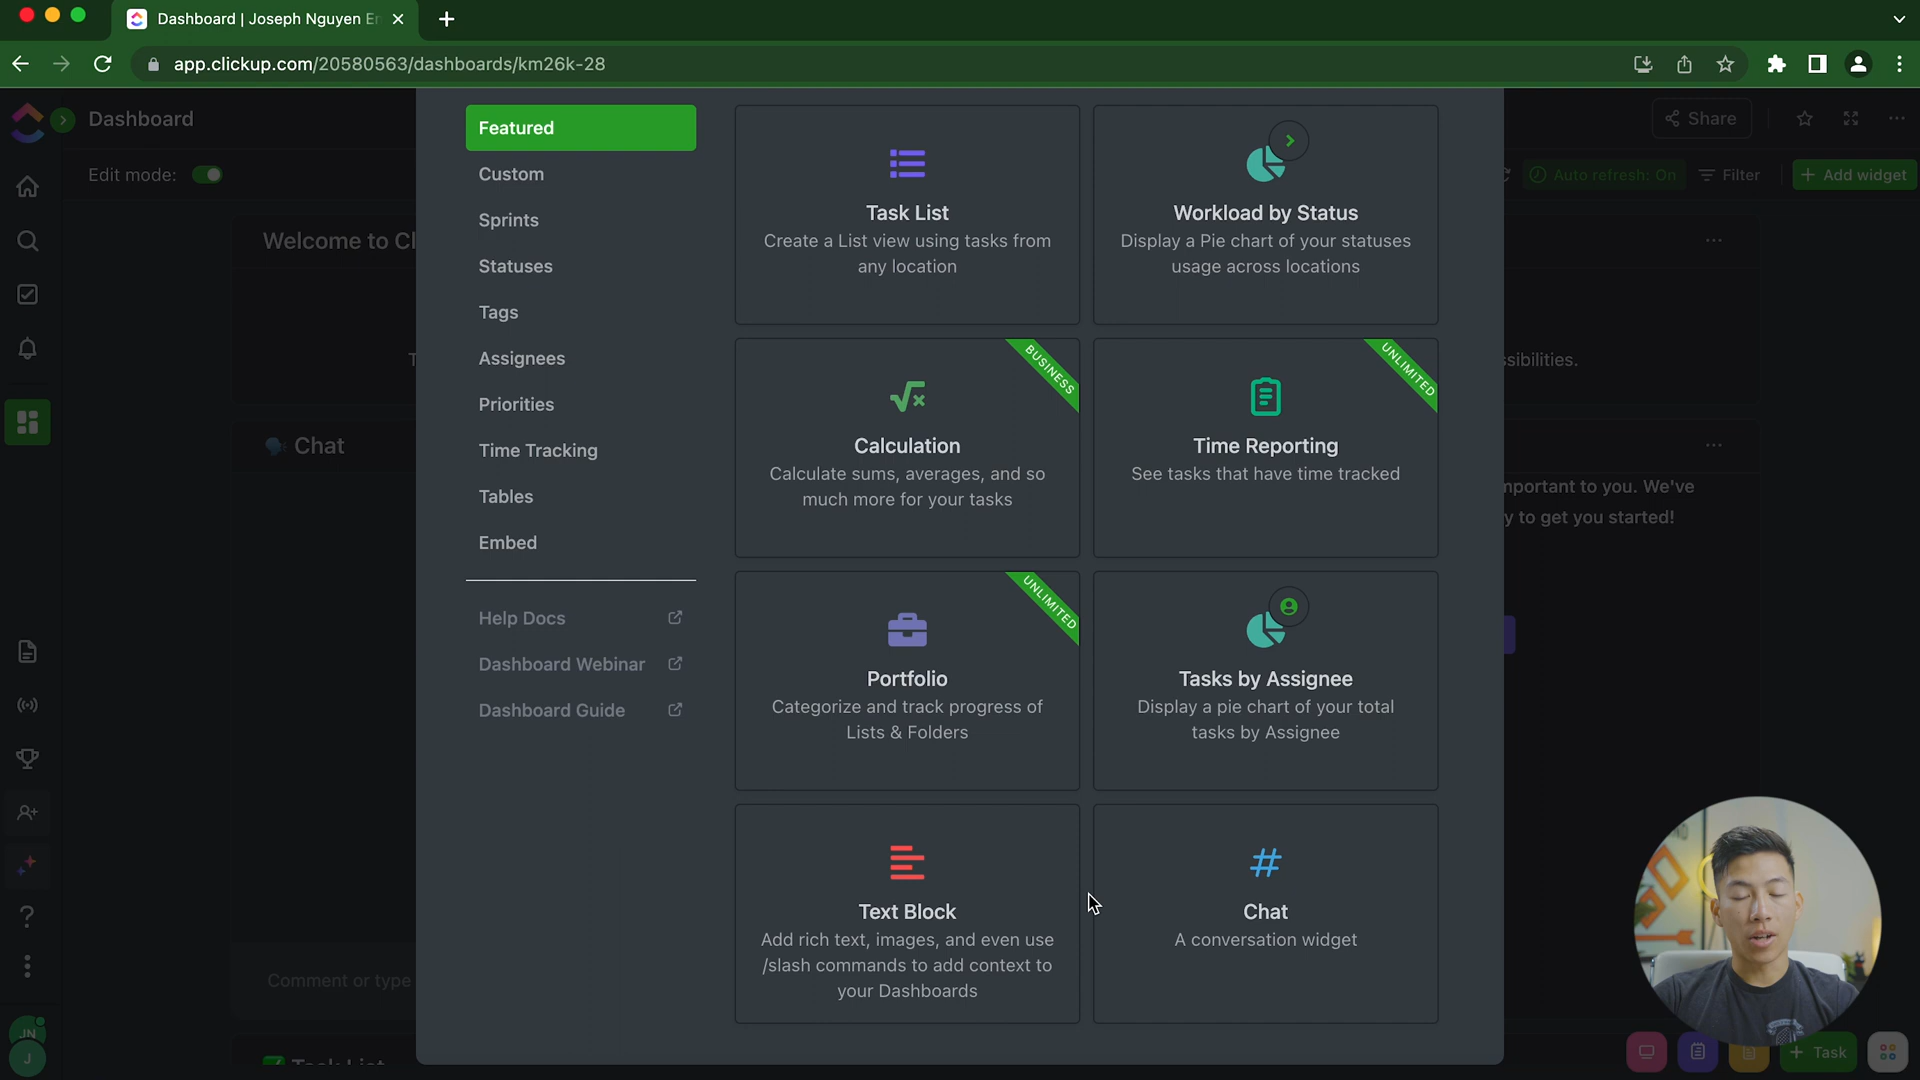 Dashboard | Joseph Nguyen En
app.clickup.com/20580563/dashboards/km26k-28
Dashboard
Share
Edit mode:
Auto refresh: On
Filter
+ Add widget
Welcome to Cl
Featured
Custom
Sprints
Statuses
Tags
Assignees
Priorities
Time Tracking
Tables
Embed
Help Docs
Dashboard Webinar
Dashboard Guide
Task List
Create a List view using tasks from
any location
Workload by Status
Display a Pie chart of your statuses
usage across locations
BUSINESS
Calculation
Calculate sums, averages, and so
much more for your tasks
UNLIMITED
Time Reporting
See tasks that have time tracked
UNLIMITED
Portfolio
Categorize and track progress of
Lists & Folders
Tasks by Assignee
Display a pie chart of your total
tasks by Assignee
Text Block
Add rich text, images, and even use
/slash commands to add context to
your Dashboards
#
Chat
A conversation widget
T
ssibilities.
Chat
mportant to you. We've
y to get you started!
Comment or type
Task List
JN
J
+ Task